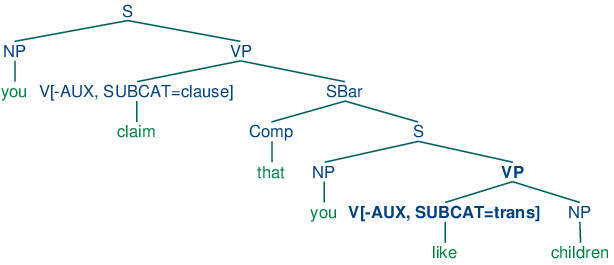 S
NP VP
you V[-AUX, SUBCAT=clause] SBar
claim Comp S
that NP VP
you V[-AUX, SUBCAT=trans] NP
like children